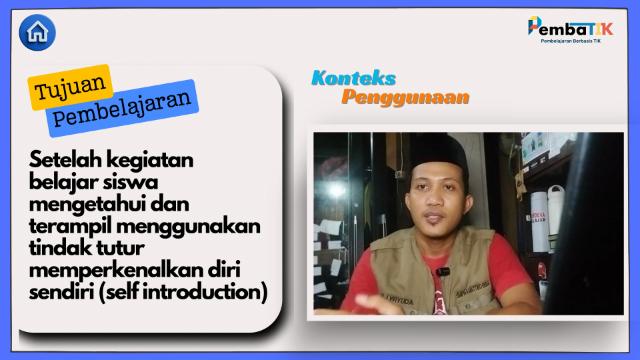 PembaTIK
Pembelajaran Berbasis TIK
Tujuan
Pembelajaran
Setelah kegiatan
belajar siswa
mengetahui dan
terampil menggunakan
tindak tutur
memperkenalkan diri
sendiri (self introduction)
Konteks
Penggunaan